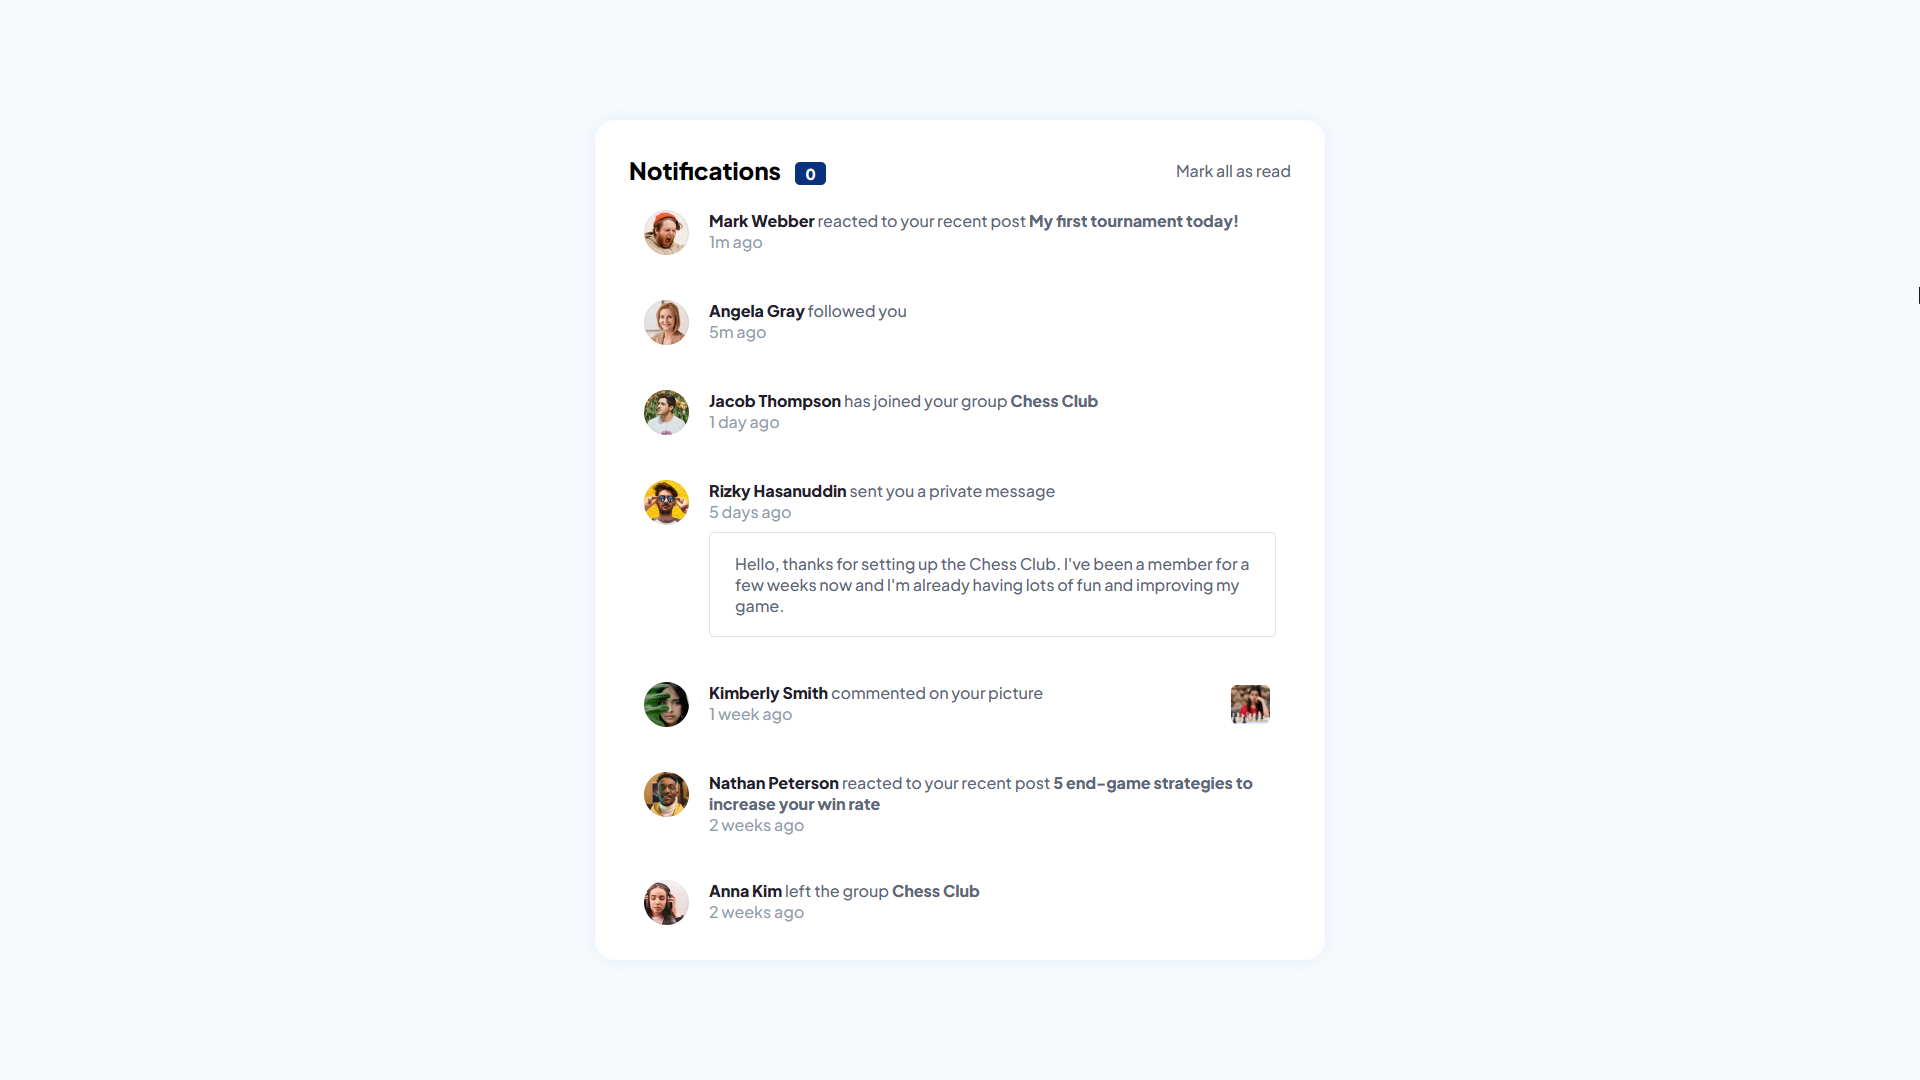 Notifications 0 Mark all as read
Mark Webber reacted to your recent post My first tournament today!
1m ago
Angela Gray followed you
5m ago
Jacob Thompson has joined your group Chess Club
1 day ago
Rizky Hasanuddin sent you a private message
5 days ago
Hello, thanks for setting up the Chess Club. I've been a member for a
few weeks now and I'm already having lots of fun and improving my
game.
Kimberly Smith commented on your picture
1 week ago
Nathan Peterson reacted to your recent post 5 end-game strategies to
increase your win rate
2 weeks ago
Anna Kim left the group Chess Club
2 weeks ago